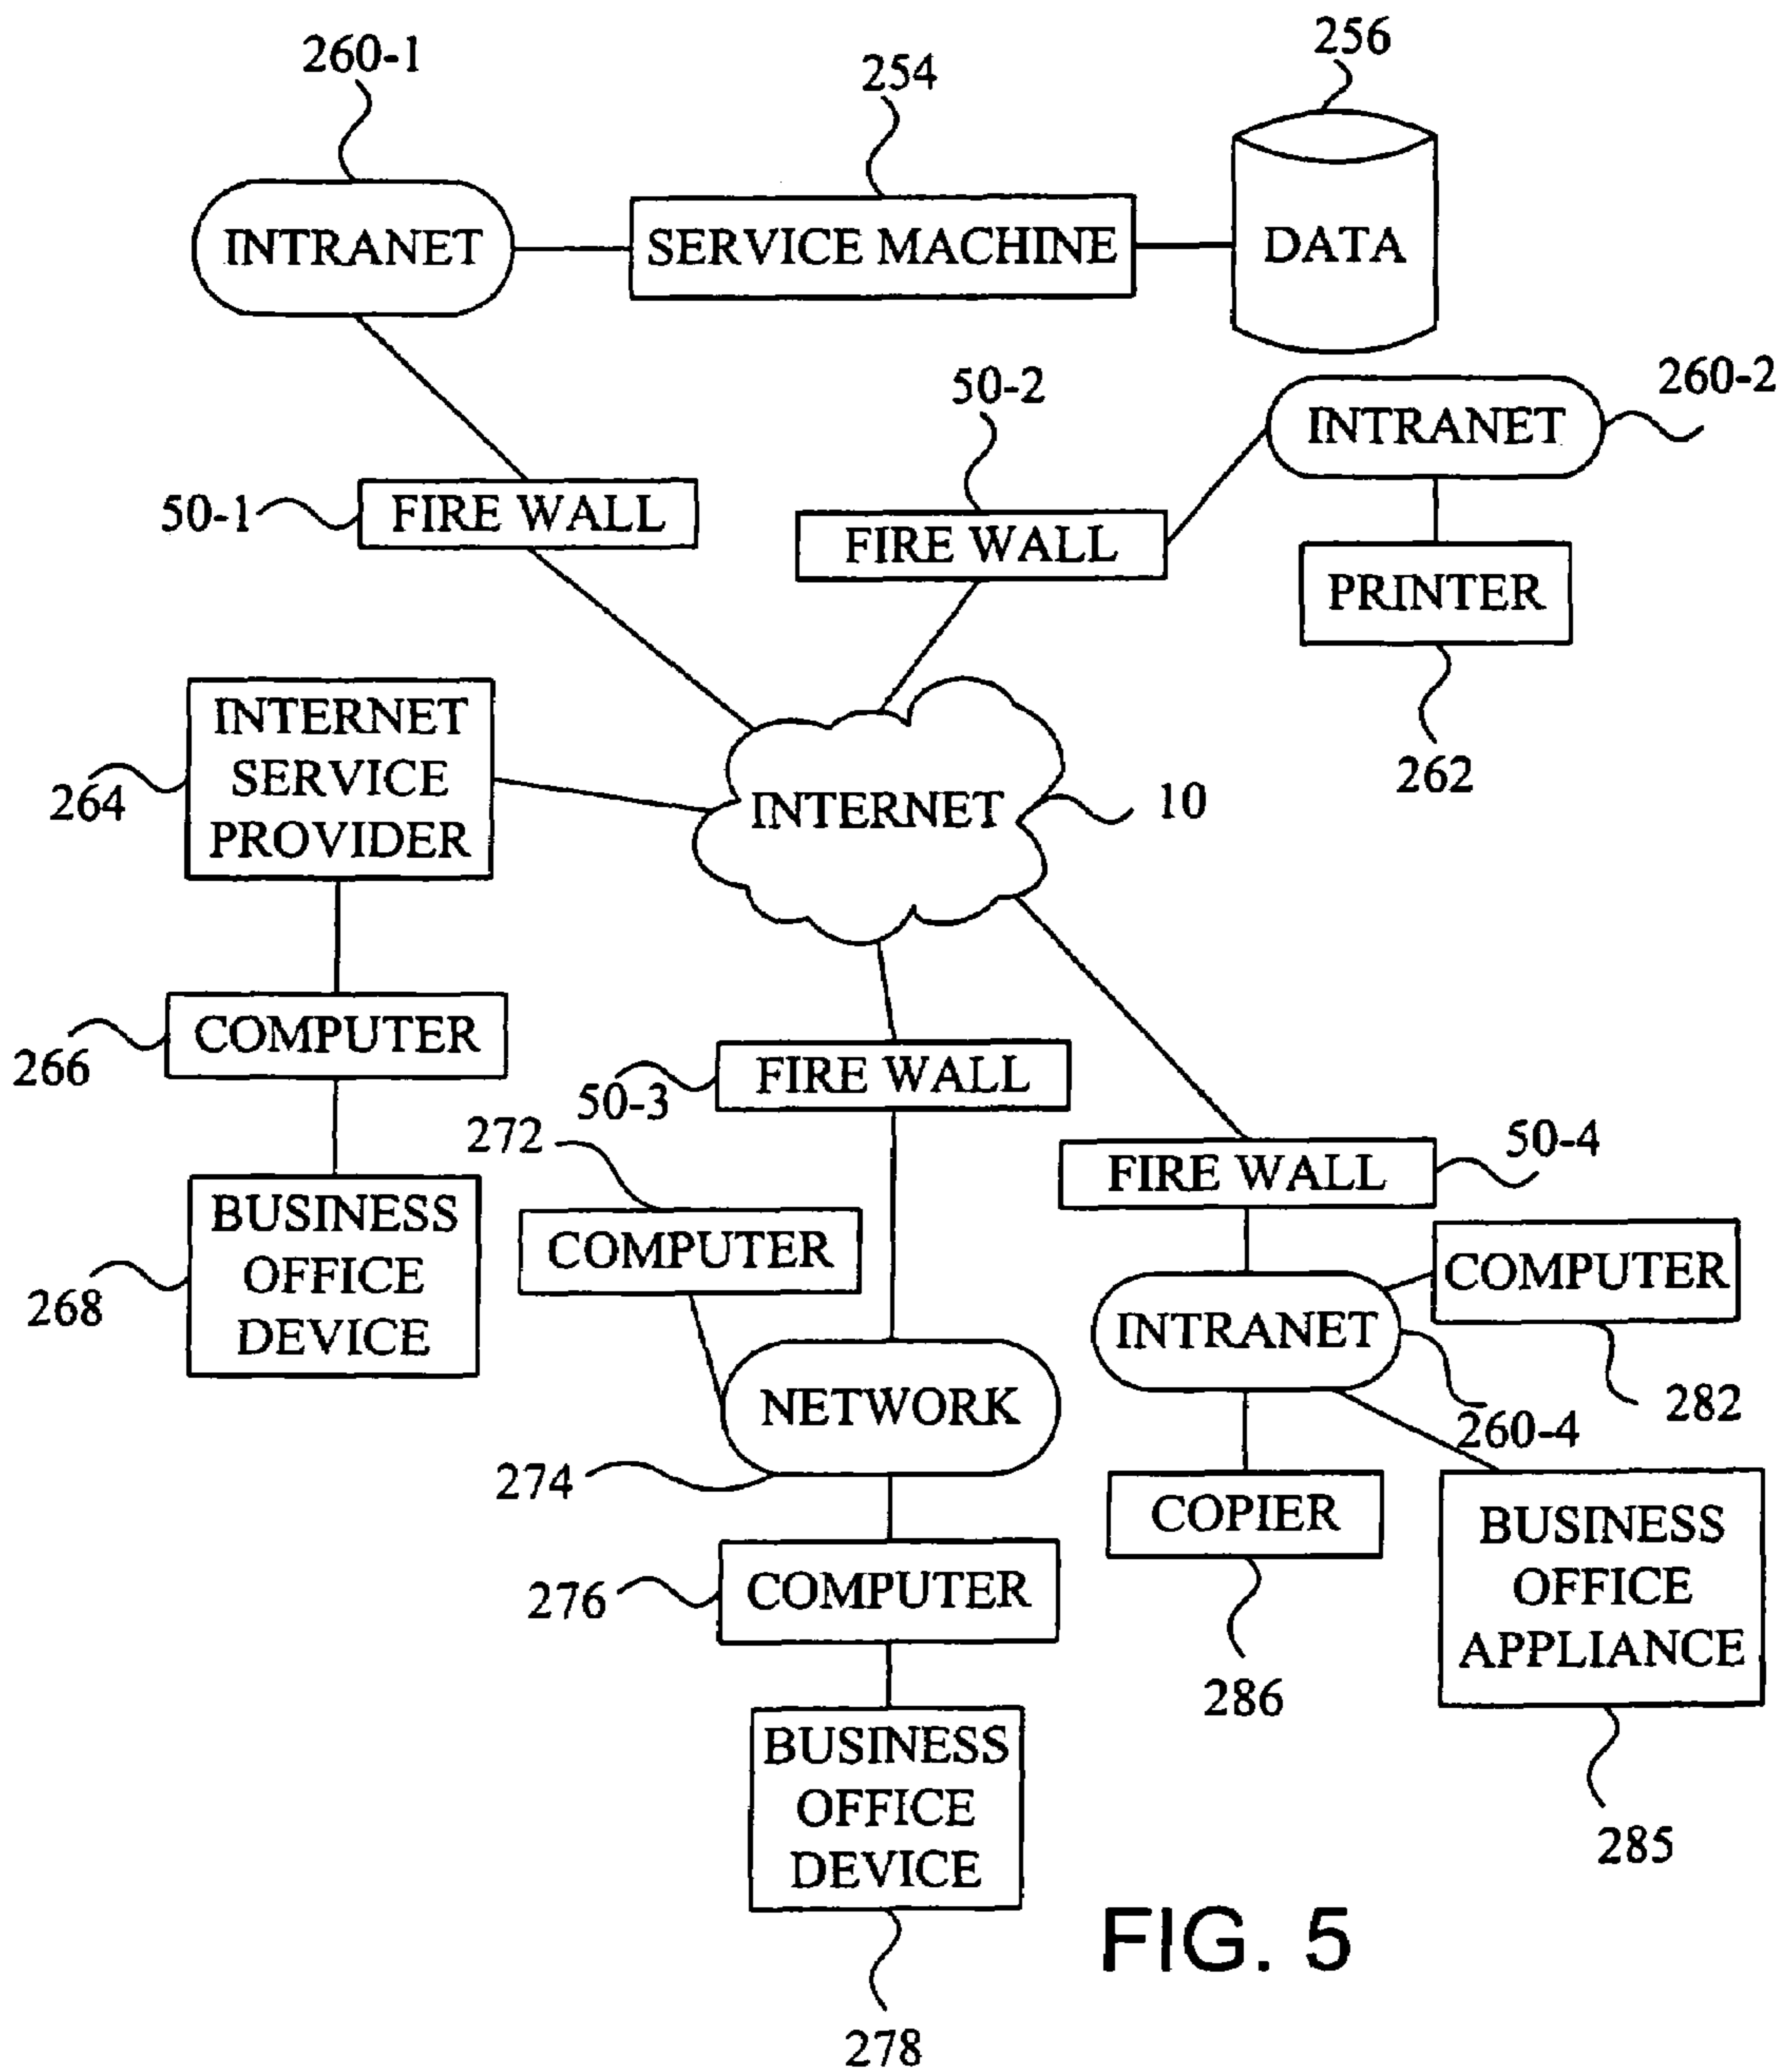 260-1
254
256
INTRANET
SERVICE MACHINE
DATA
50-2
260-2
INTRANET
50-1
FIRE WALL
FIRE WALL
PRINTER
262
INTERNET
SERVICE
PROVIDER
264
INTERNET
10
COMPUTER
266
FIRE WALL
50-3
272
50-4
FIRE WALL
BUSINESS
OFFICE
DEVICE
268
COMPUTER
COMPUTER
INTRANET
282
260-4
NETWORK
274
COPIER
BUSINESS
OFFICE
APPLIANCE
276
COMPUTER
286
285
BUSINESS
OFFICE
DEVICE
278
FIG. 5